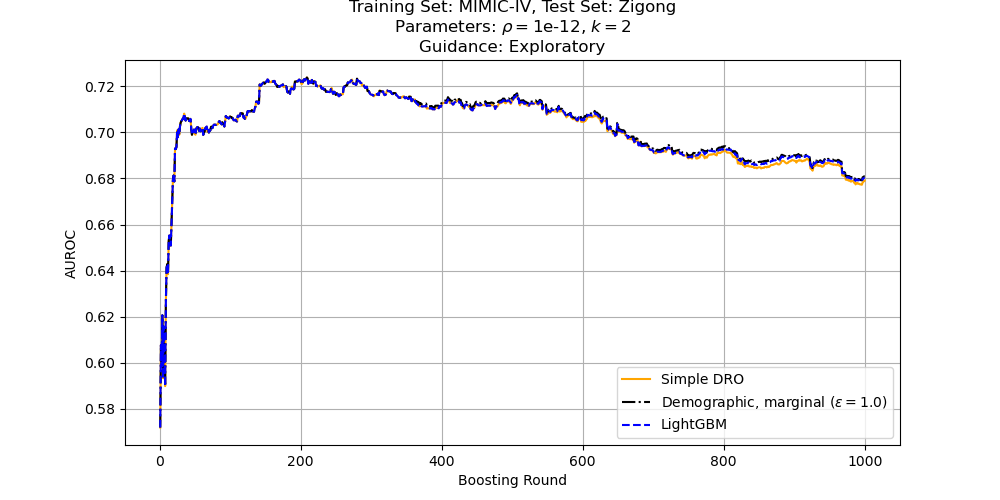 Training Set: MIMIC-IV, Test Set: Zigong
Parameters: ρ = 1e-12, k = 2
Guidance: Exploratory
AUROC
0.72
0.70
0.68
0.66
0.64
0.62
0.60
0.58
Simple DRO
Demographic, marginal (ε = 1.0)
LightGBM
0 200 400 600 800 1000
Boosting Round